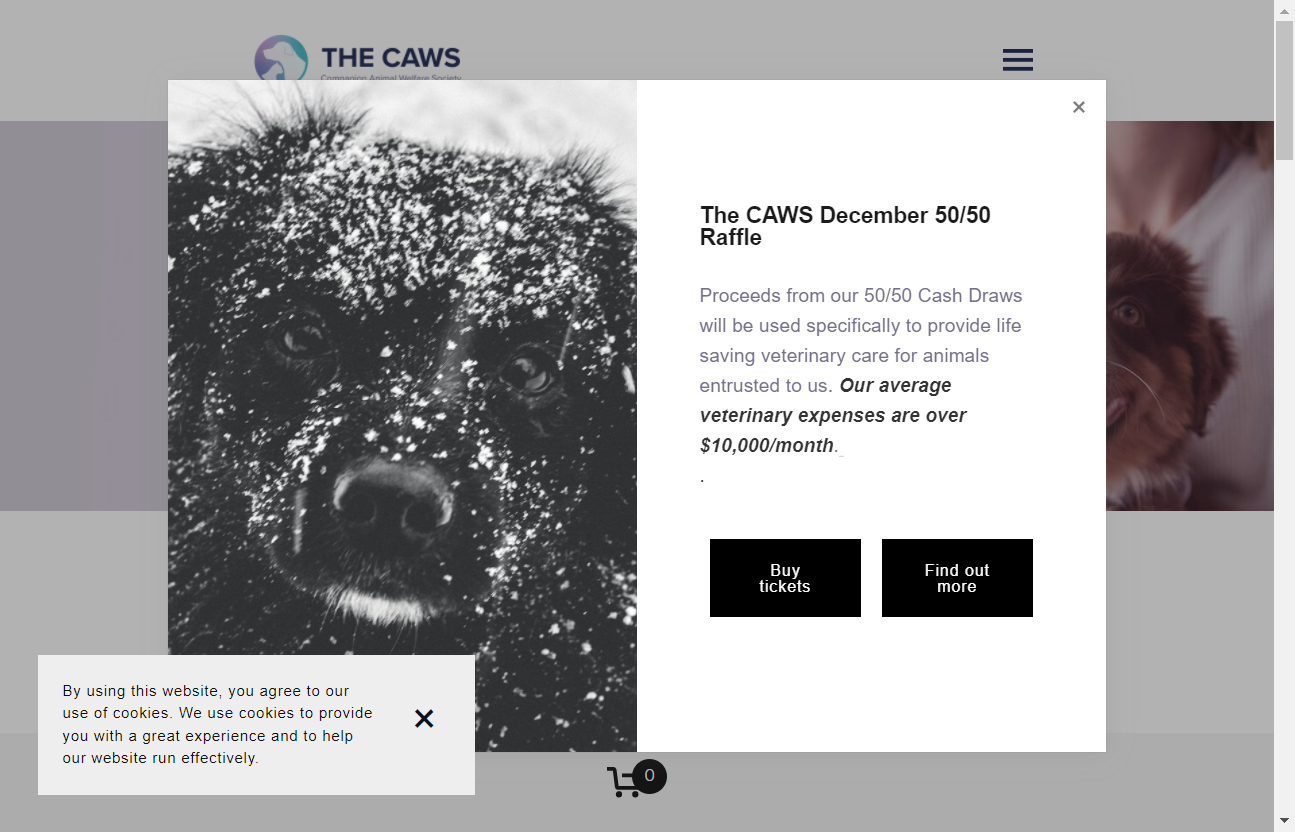 THE CAWS
Companion Animal Welfare Society
×
The CAWS December 50/50
Raffle
Proceeds from our 50/50 Cash Draws
will be used specifically to provide life
saving veterinary care for animals
entrusted to us. Our average
veterinary expenses are over
$10,000/month.
.
Buy
tickets
Find out
more
By using this website, you agree to our
use of cookies. We use cookies to provide
you with a great experience and to help
our website run effectively.
0